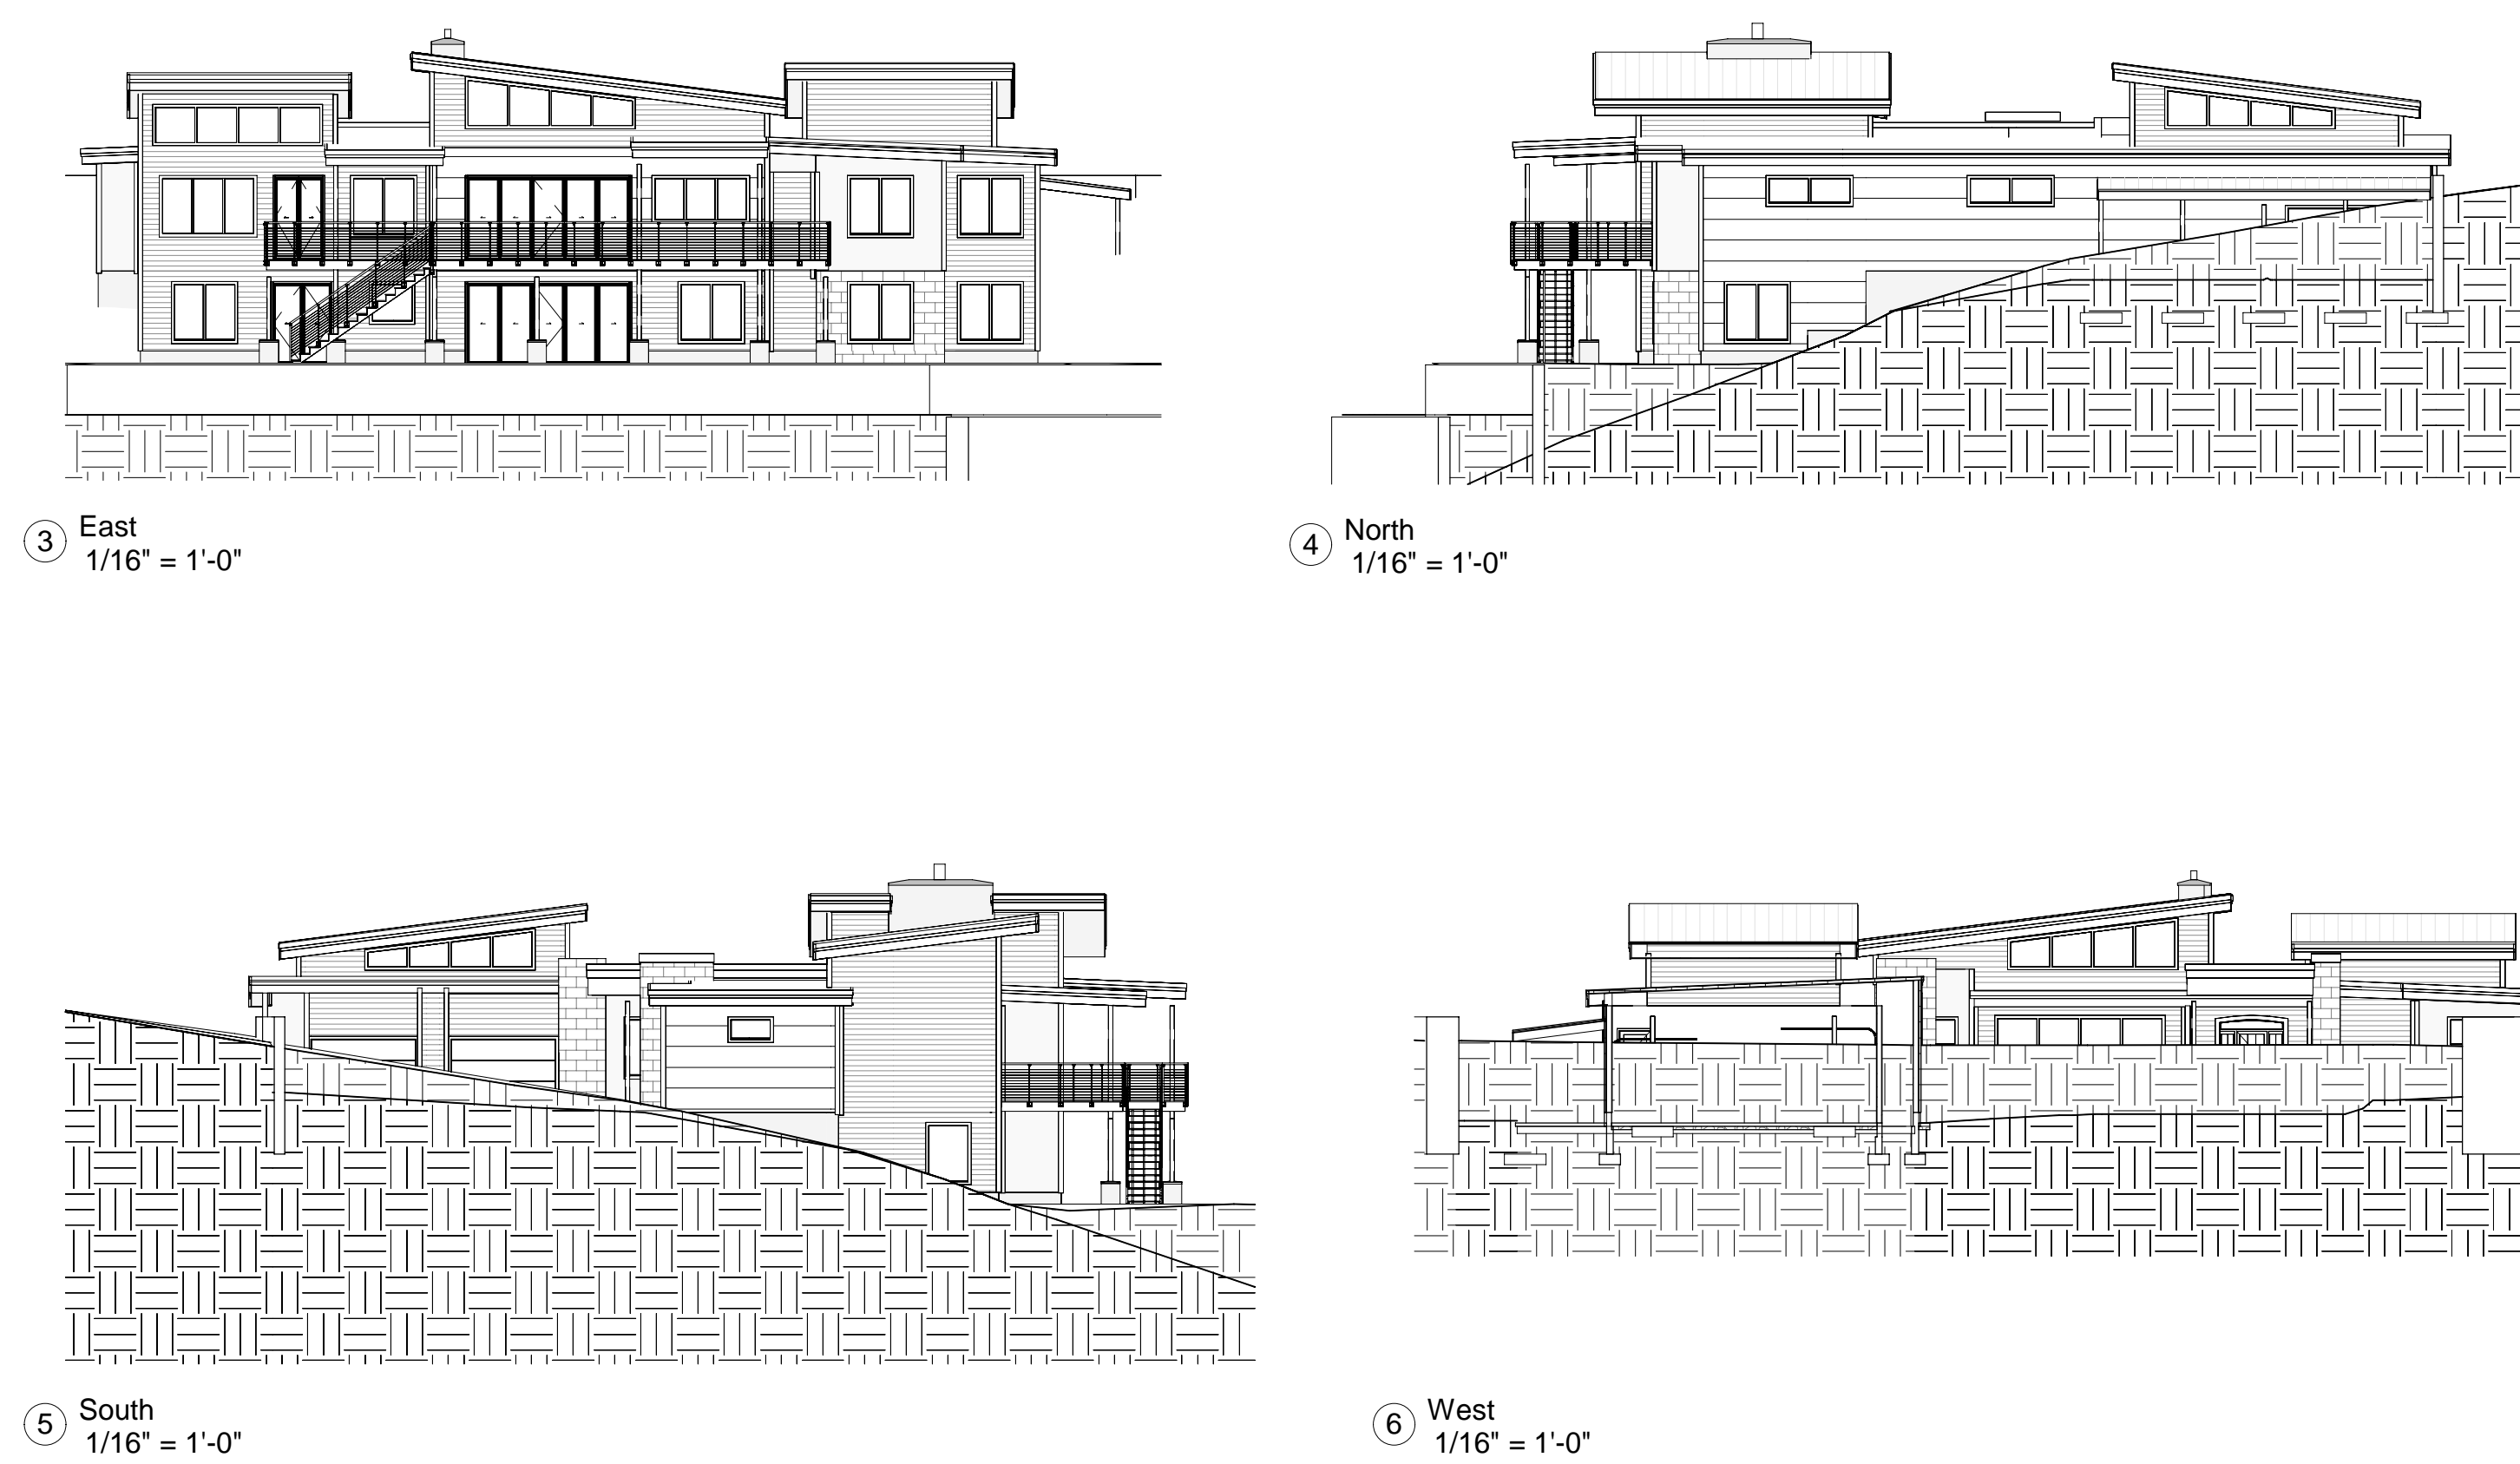 3
East
1/16" = 1'-0"
4
North
1/16" = 1'-0"
5
South
1/16" = 1'-0"
6
West
1/16" = 1'-0"